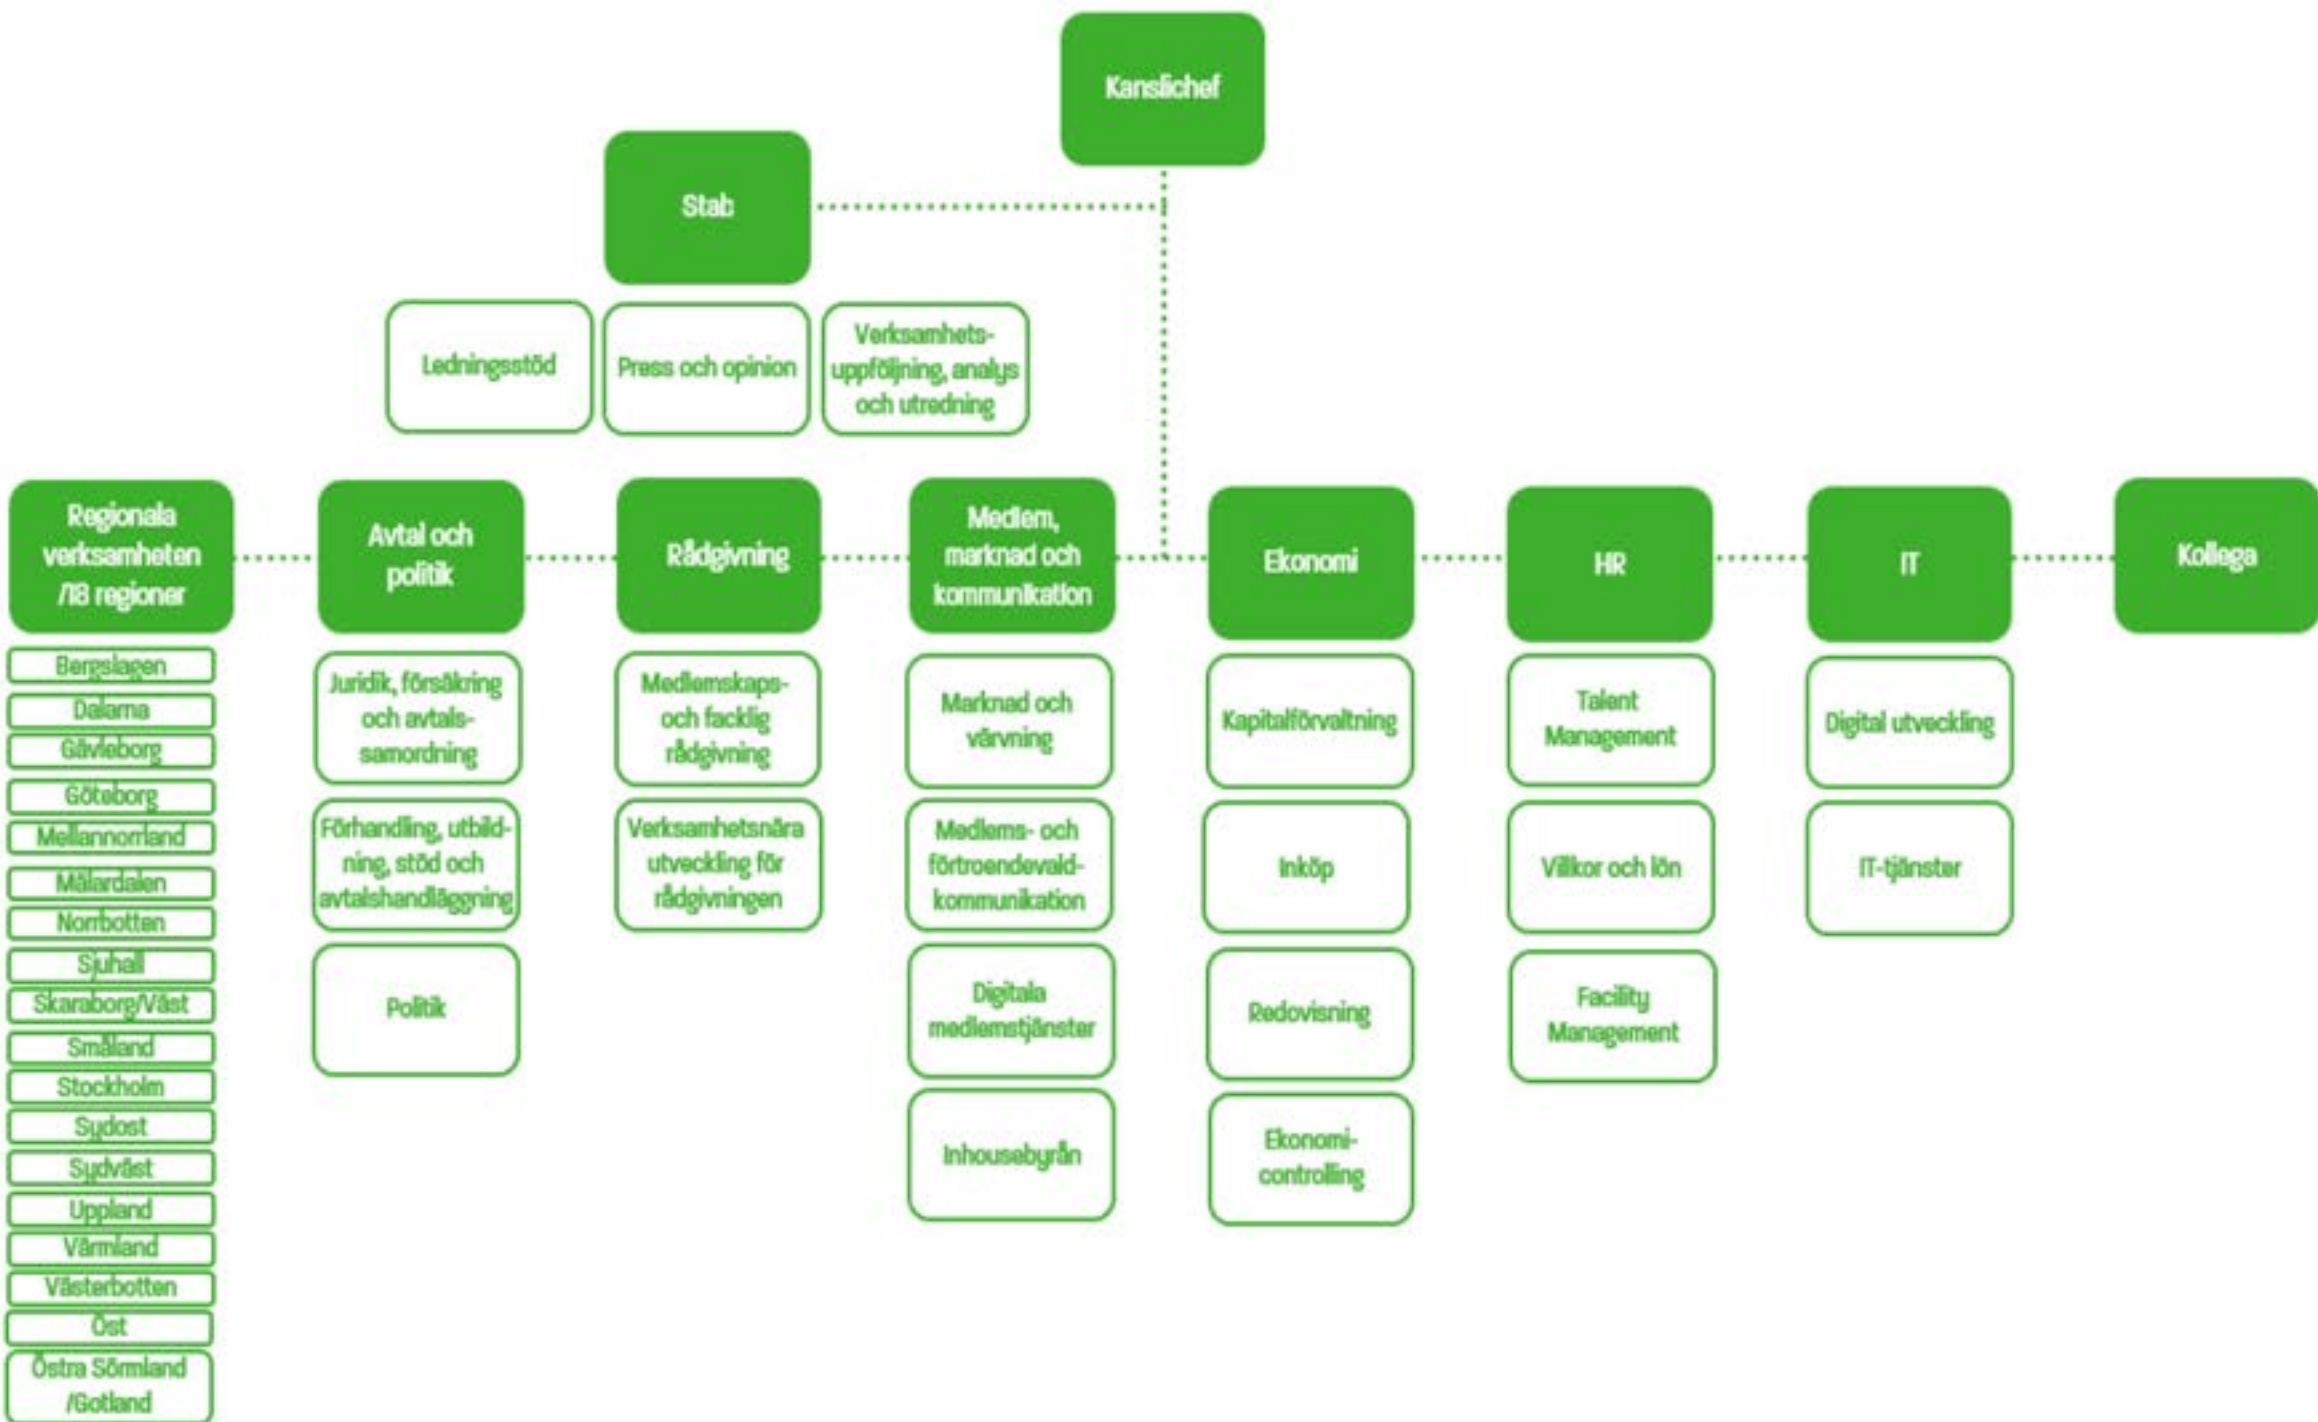 Kanslichef
Stab
Ledningsstöd
Press och opinion
Verksamhets-
uppföljning, analys
och utredning
Regionala
verksamheten
/18 regioner
Bergslagen
Dalarna
Gävleborg
Göteborg
Mellannorrland
Mälardalen
Norrbotten
Sjuhall
Skaraborg/Väst
Småland
Stockholm
Sydost
Sydväst
Uppland
Värmland
Västerbotten
Öst
Östra Sörmland
/Gotland
Avtal och
politik
Juridik, försäkring
och avtals-
samordning
Förhandling, utbild-
ning, stöd och
avtalshandläggning
Politik
Rådgivning
Medlemskaps-
och facklig
rådgivning
Verksamhetsnära
utveckling för
rådgivningen
Medlem,
marknad och
kommunikation
Marknad och
värvning
Medlems- och
förtroendevald-
kommunikation
Digitala
medlemstjänster
Inhousebyrån
Ekonomi
Kapitalförvaltning
Inköp
Redovisning
Ekonomi-
controlling
HR
Talent
Management
Villkor och lön
Facility
Management
IT
Digital utveckling
IT-tjänster
Kollega